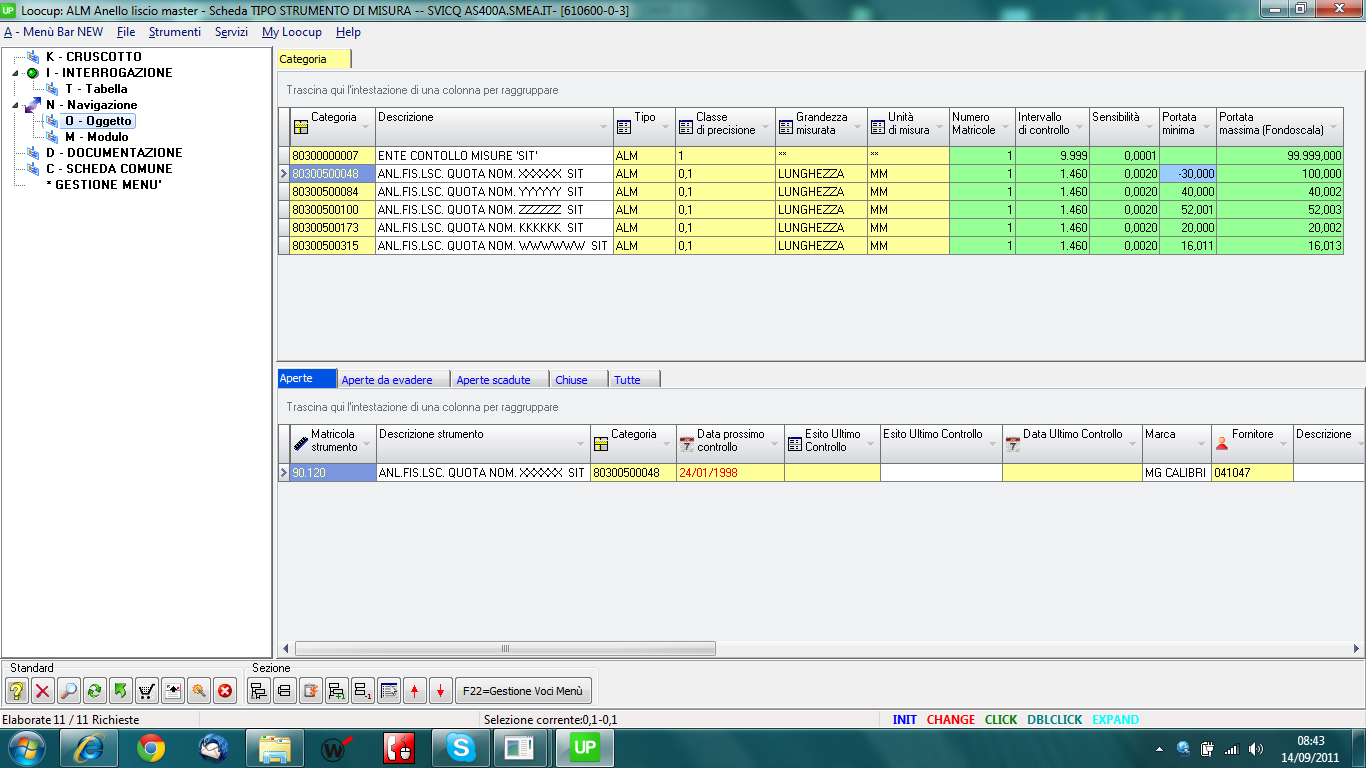 UP Loocup: ALM Anello liscio master - Scheda TIPO STRUMENTO DI MISURA -- SVICQ AS400A.SMEA.IT- [610600-0-3]
A - Menù Bar NEW File Strumenti Servizi My Loocup Help
K - CRUSCOTTO
I - INTERROGAZIONE
T - Tabella
N - Navigazione
O - Oggetto
M - Modulo
D - DOCUMENTAZIONE
C - SCHEDA COMUNE
* GESTIONE MENU'
Categoria
Trascina qui l'intestazione di una colonna per raggruppare
Categoria Descrizione Tipo Classe di precisione Grandezza misurata Unità di misura Numero Matricole Intervallo di controllo Sensibilità Portata minima Portata massima (Fondoscala)
80300000007 ENTE CONTOLLO MISURE 'SIT' ALM 1 ** ** 1 9.999 0,0001 99.999,000
80300500048 ANL.FIS.LSC. QUOTA NOM. XXXXXX SIT ALM 0,1 LUNGHEZZA MM 1 1.460 0,0020 -30,000 100,000
80300500084 ANL.FIS.LSC. QUOTA NOM. YYYYYY SIT ALM 0,1 LUNGHEZZA MM 1 1.460 0,0020 40,000 40,002
80300500100 ANL.FIS.LSC. QUOTA NOM. ZZZZZZ SIT ALM 0,1 LUNGHEZZA MM 1 1.460 0,0020 52,001 52,003
80300500173 ANL.FIS.LSC. QUOTA NOM. KKKKKK SIT ALM 0,1 LUNGHEZZA MM 1 1.460 0,0020 20,000 20,002
80300500315 ANL.FIS.LSC. QUOTA NOM. WWWWWW SIT ALM 0,1 LUNGHEZZA MM 1 1.460 0,0020 16,011 16,013
Aperte Aperte da evadere Aperte scadute Chiuse Tutte
Trascina qui l'intestazione di una colonna per raggruppare
Matricola strumento Descrizione strumento Categoria Data prossimo controllo Esito Ultimo Controllo Esito Ultimo Controllo Data Ultimo Controllo Marca Fornitore Descrizione
90.120 ANL.FIS.LSC. QUOTA NOM. XXXXXX SIT 80300500048 24/01/1998 MG CALIBRI 041047
Standard Sezione
F22=Gestione Voci Menù
Elaborate 11 / 11 Richieste Selezione corrente:0,1-0,1 INIT CHANGE CLICK DBLCLICK EXPAND
UP
08:43
14/09/2011